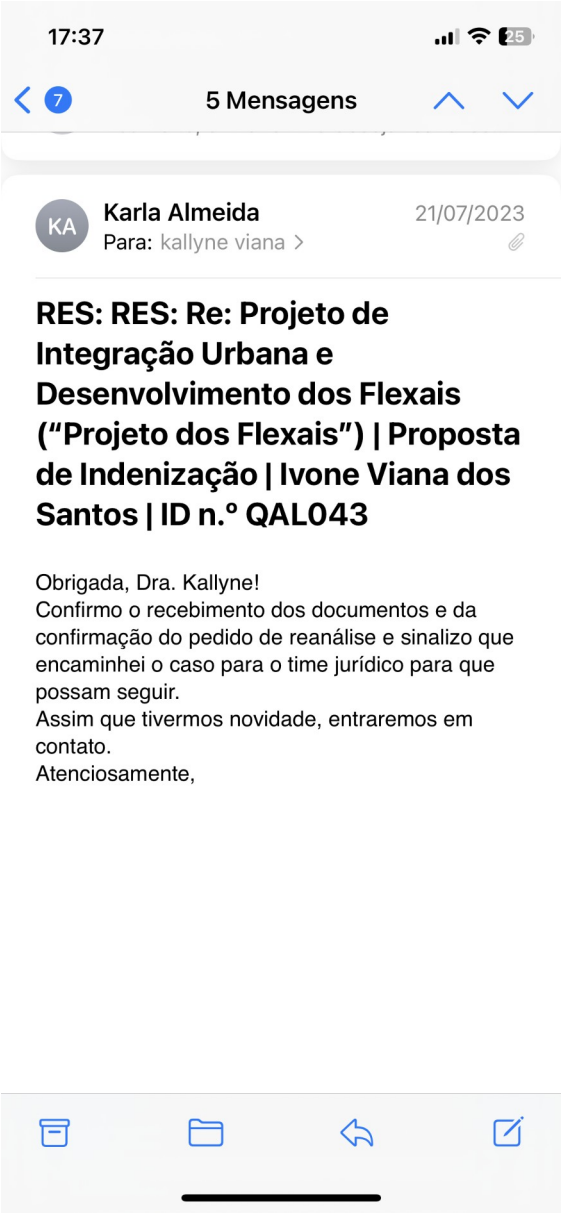 17:37
25
7
5 Mensagens
KA
Karla Almeida
21/07/2023
Para: kallyne viana
RES: RES: Re: Projeto de
Integração Urbana e
Desenvolvimento dos Flexais
(“Projeto dos Flexais”) | Proposta
de Indenização | Ivone Viana dos
Santos | ID n.º QAL043
Obrigada, Dra. Kallyne!
Confirmo o recebimento dos documentos e da
confirmação do pedido de reanálise e sinalizo que
encaminhei o caso para o time jurídico para que
possam seguir.
Assim que tivermos novidade, entraremos em
contato.
Atenciosamente,